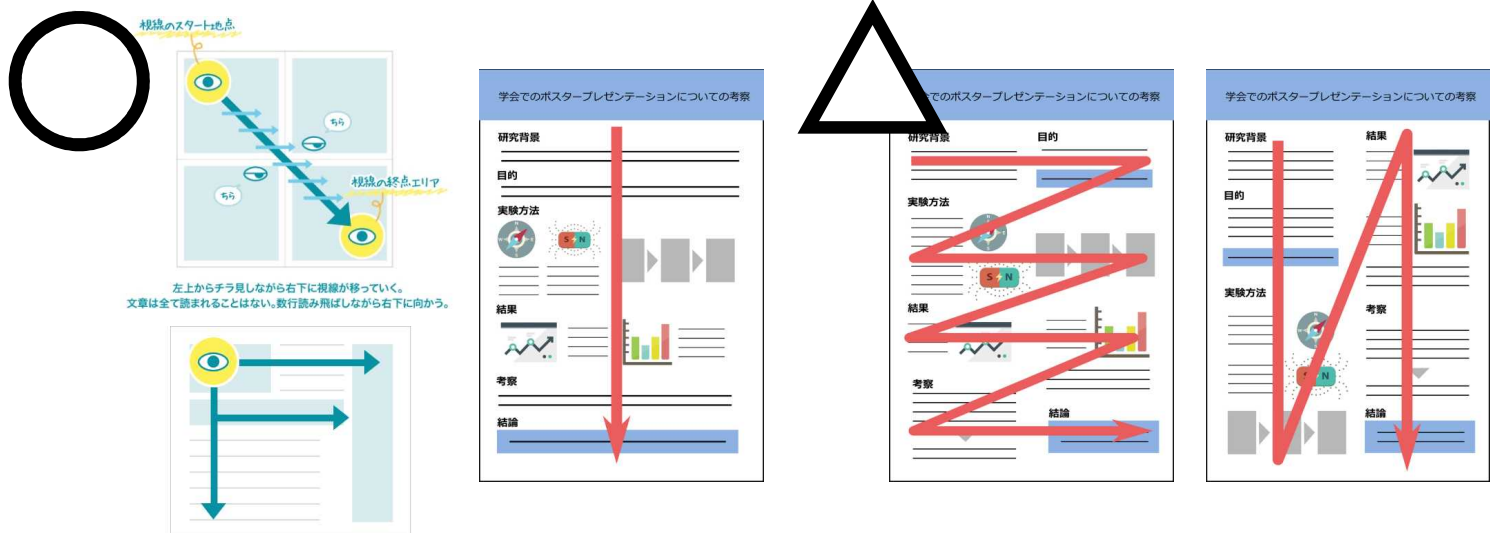 視線のスタート地点
ちら
ちら
視線の終点エリア
左上からチラ見しながら右下に視線が移っていく。
文章は全て読まれることはない。数行読み飛ばしながら右下に向かう。
学会でのポスタープレゼンテーションについての考察
研究背景
目的
実験方法
N
W
S N
結果
考察
結論
会でのポスタープレゼンテーションについての考察
研究背景
目的
実験方法
N
S N
結果
考察
結論
学会でのポスタープレゼンテーションについての考察
研究背景
目的
実験方法
N
結果
考察
結論